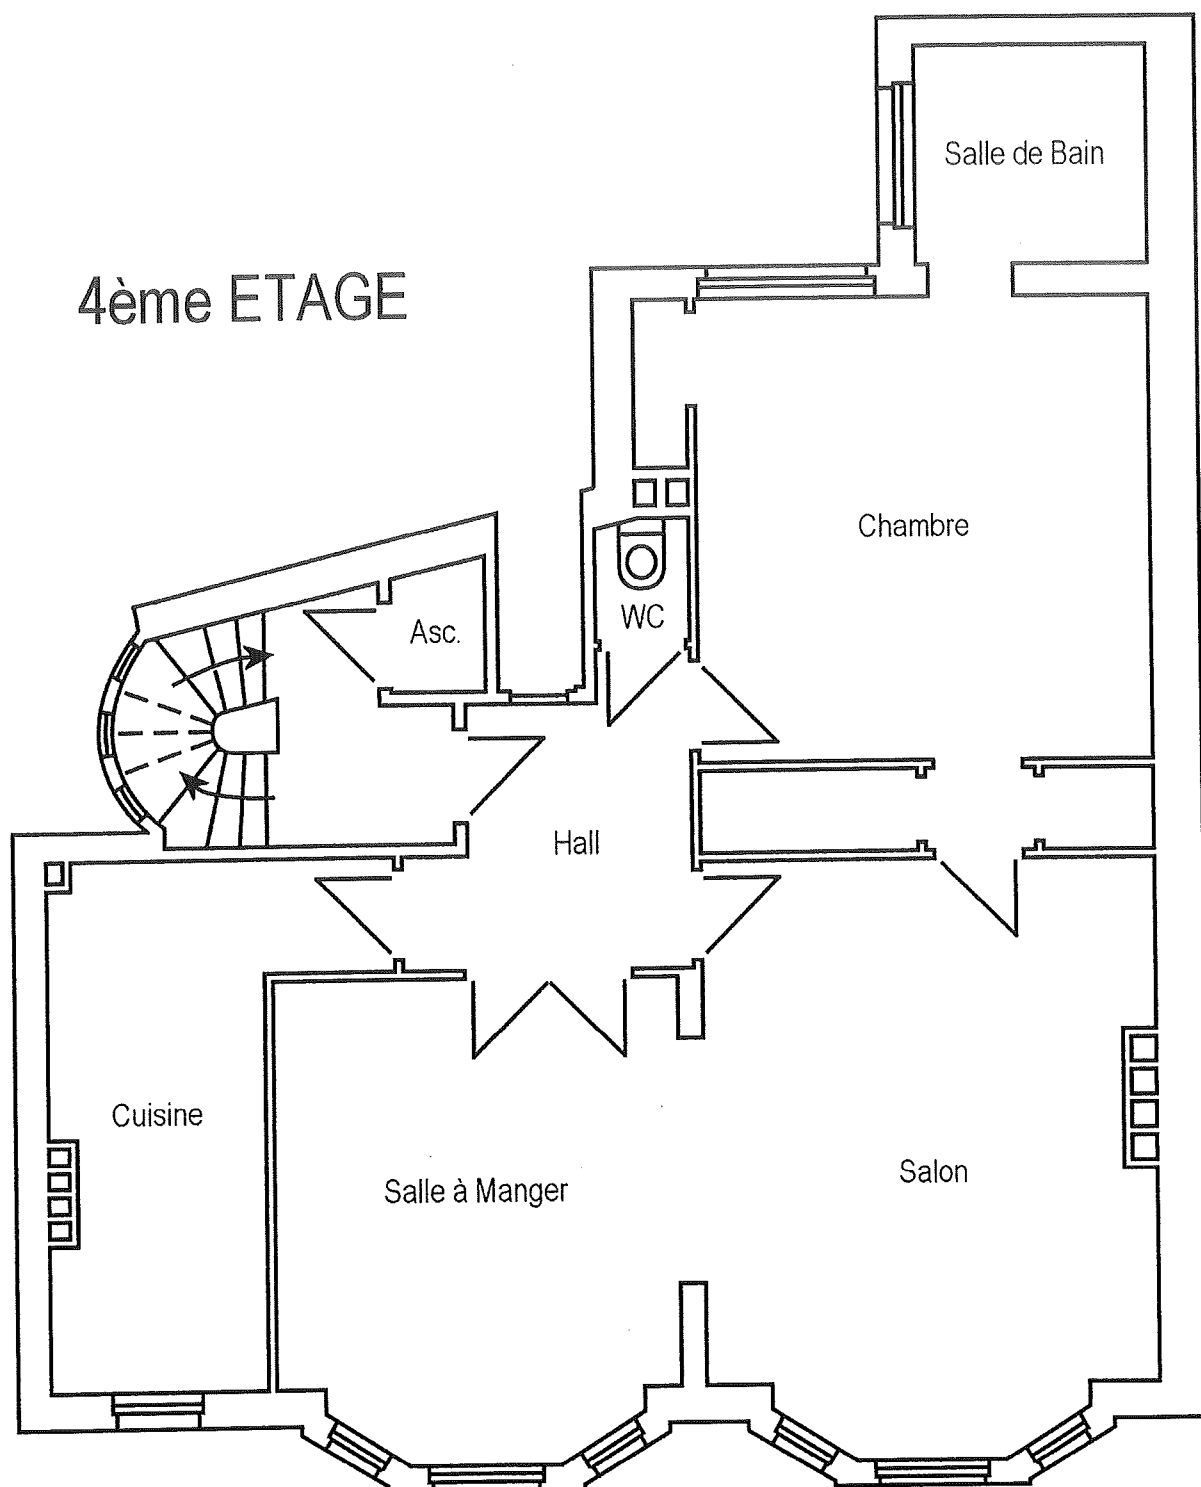 Salle de Bain
4ème ETAGE
Chambre
WC
Asc.
Hall
Cuisine
Salle à Manger
Salon